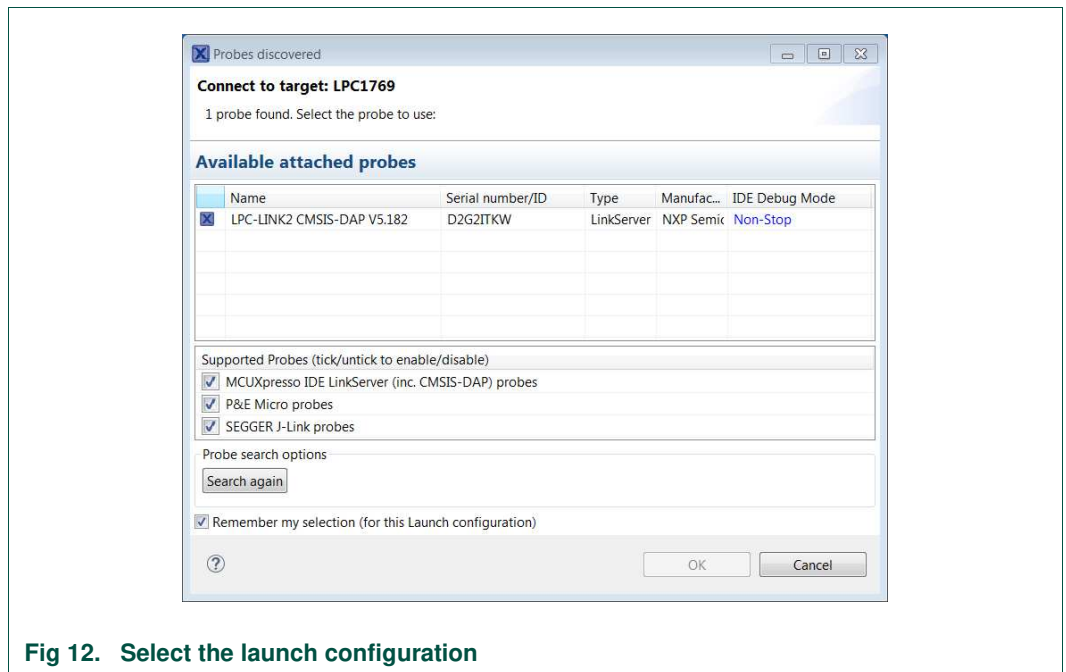 Probes discovered
Connect to target: LPC1769
1 probe found. Select the probe to use:
Available attached probes
Name Serial number/ID Type Manufac... IDE Debug Mode
LPC-LINK2 CMSIS-DAP V5.182 D2G2ITKW LinkServer NXP Semic Non-Stop
Supported Probes (tick/untick to enable/disable)
MCUXpresso IDE LinkServer (inc. CMSIS-DAP) probes
P&E Micro probes
SEGGER J-Link probes
Probe search options
Search again
Remember my selection (for this Launch configuration)
? OK Cancel
Fig 12. Select the launch configuration